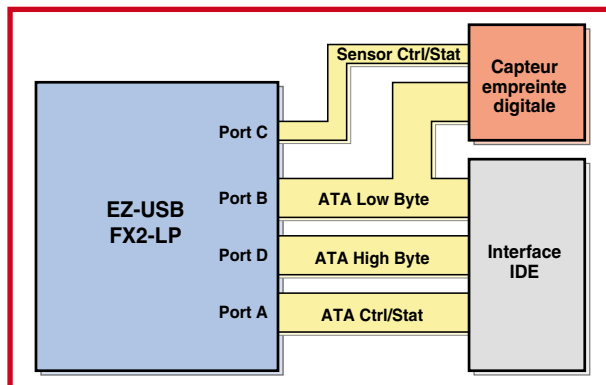 Sensor Ctrl/Stat
Capteur
empreinte
digitale
Port C
EZ-USB
FX2-LP
Port B
ATA Low Byte
Port D
ATA High Byte
Interface
IDE
Port A
ATA Ctrl/Stat